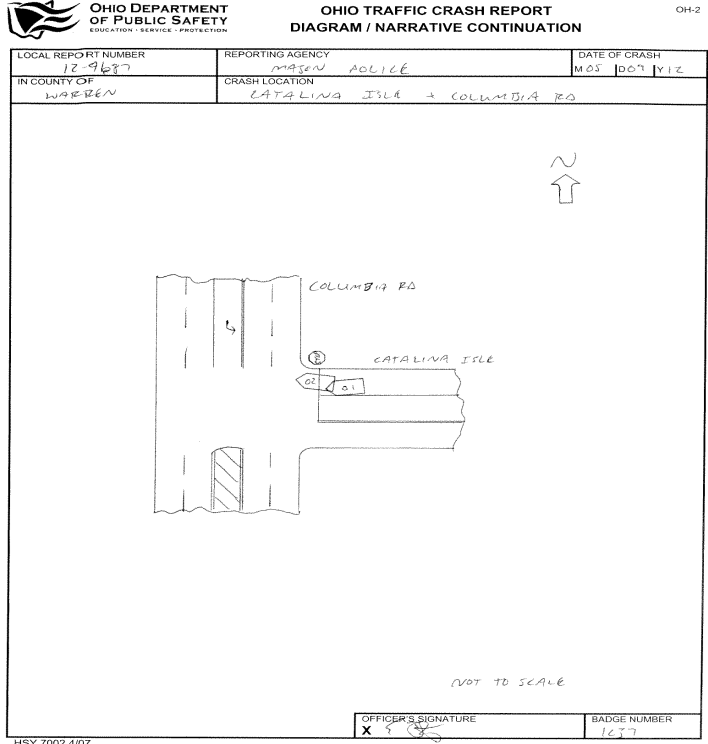 OHIO DEPARTMENT
OF PUBLIC SAFETY
EDUCATION · SERVICE · PROTECTION
OHIO TRAFFIC CRASH REPORT
DIAGRAM / NARRATIVE CONTINUATION
OH-2
LOCAL REPORT NUMBER
REPORTING AGENCY
DATE OF CRASH
12-9687
MASON POLICE
M 05 D 07 Y 12
IN COUNTY OF
CRASH LOCATION
WARREN
CATALINA ISLE + COLUMBIA RD
N
COLUMBIA RD
CATALINA ISLE
02
01
NOT TO SCALE
OFFICER'S SIGNATURE
BADGE NUMBER
X
1637
HSY 7002 4/07